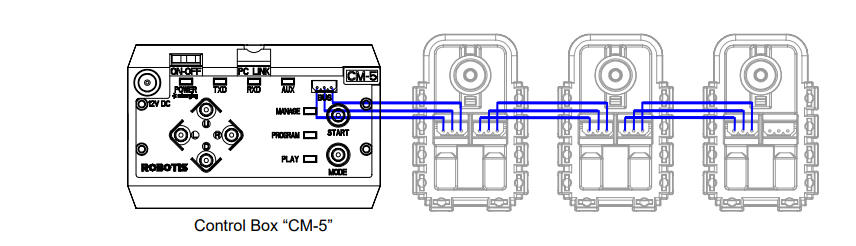 ON-OFF
PC LINK
CM-5
POWER
TXD
RXD
AUX
BUS
12V DC
MANAGE
U
L
R
D
START
PROGRAM
PLAY
ROBOTIS
MODE
Control Box “CM-5”